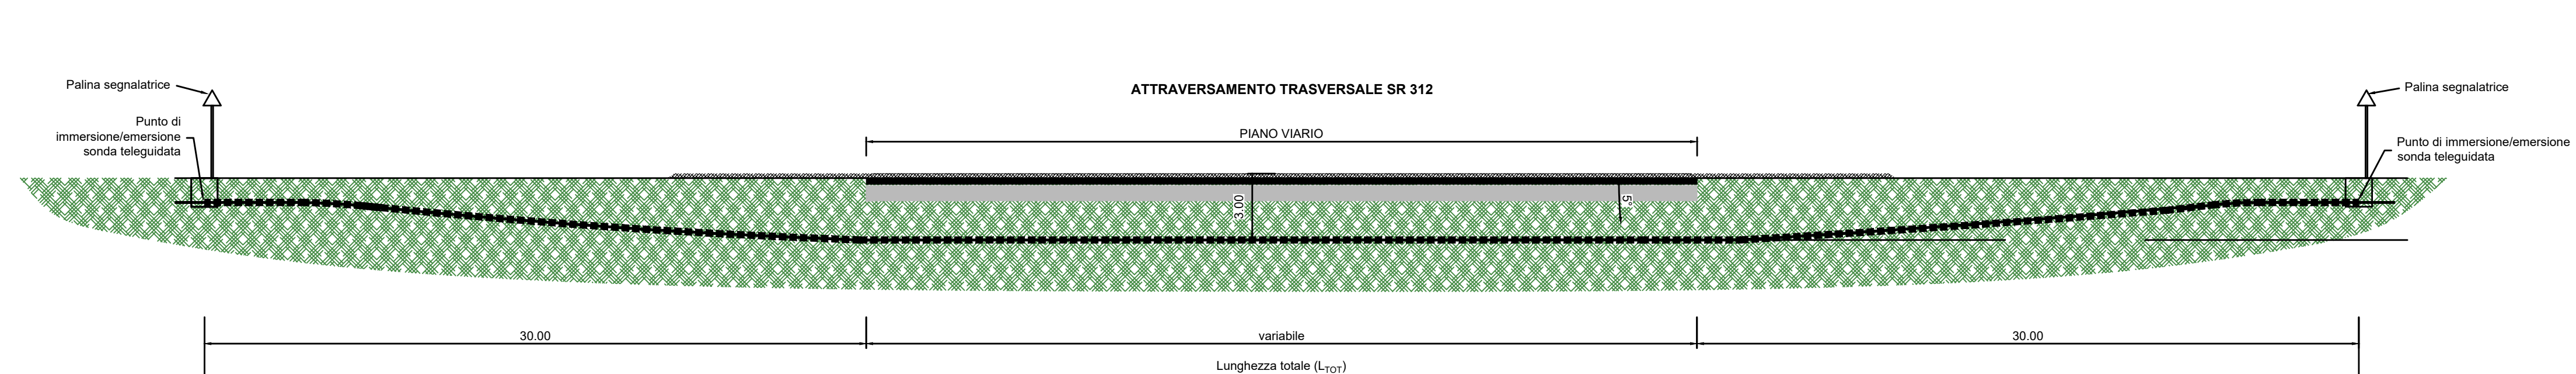 ATTRAVERSAMENTO TRASVERSALE SR 312
Palina segnalatrice
Palina segnalatrice
Punto di
immersione/emersione
sonda teleguidata
PIANO VIARIO
Punto di immersione/emersione
sonda teleguidata
3.00
5°
30.00
variabile
30.00
Lunghezza totale (LTOT)